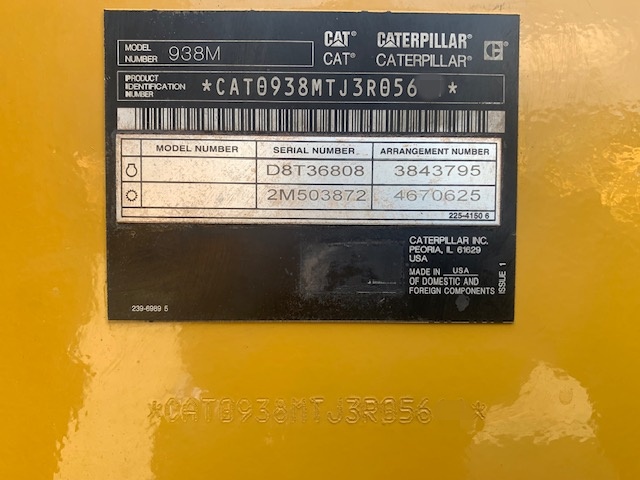 MODEL NUMBER 938M
CAT® CATERPILLAR®
CAT® CATERPILLAR®
PRODUCT IDENTIFICATION NUMBER *CAT0938MTJ3R056 *
MODEL NUMBER SERIAL NUMBER ARRANGEMENT NUMBER
D8T36808 3843795
2M503872 4670625
225-4150 6
CATERPILLAR INC.
PEORIA, IL 61629
USA
MADE IN USA
OF DOMESTIC AND
FOREIGN COMPONENTS
ISSUE 1
239-6969 5
*CAT0938MTJ3R056 *